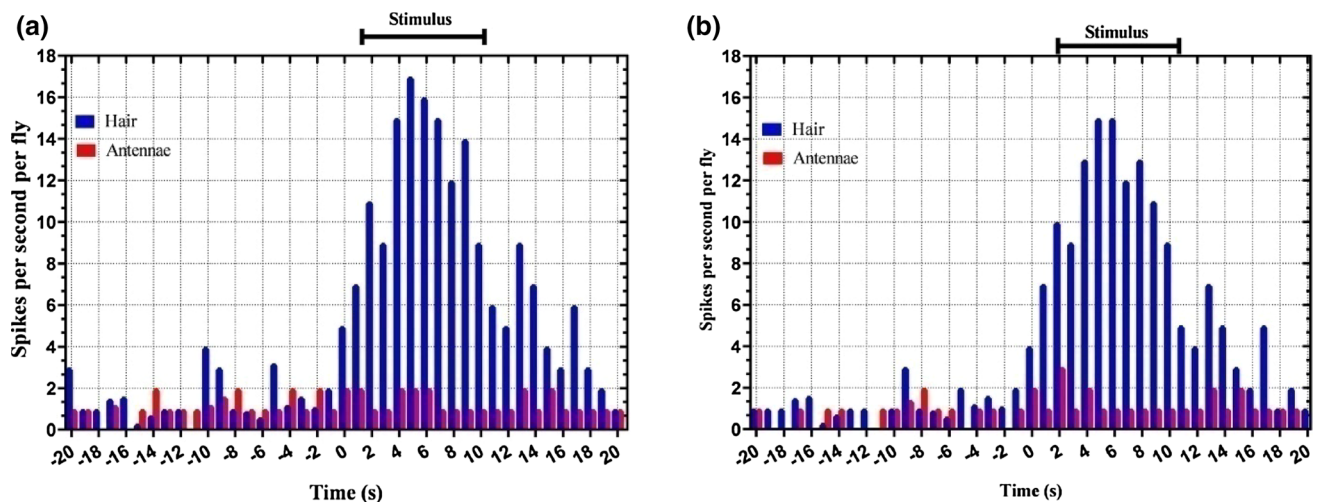 (a)
Stimulus
18
16
14
12
10
8
6
4
2
0
Spikes per second per fly
Hair
Antennae
-20 -18 -16 -14 -12 -10 -8 -6 -4 -2 0 2 4 6 8 10 12 14 16 18 20
Time (s)
(b)
Stimulus
18
16
14
12
10
8
6
4
2
0
Spikes per second per fly
Hair
Antennae
-20 -18 -16 -14 -12 -10 -8 -6 -4 -2 0 2 4 6 8 10 12 14 16 18 20
Time (s)